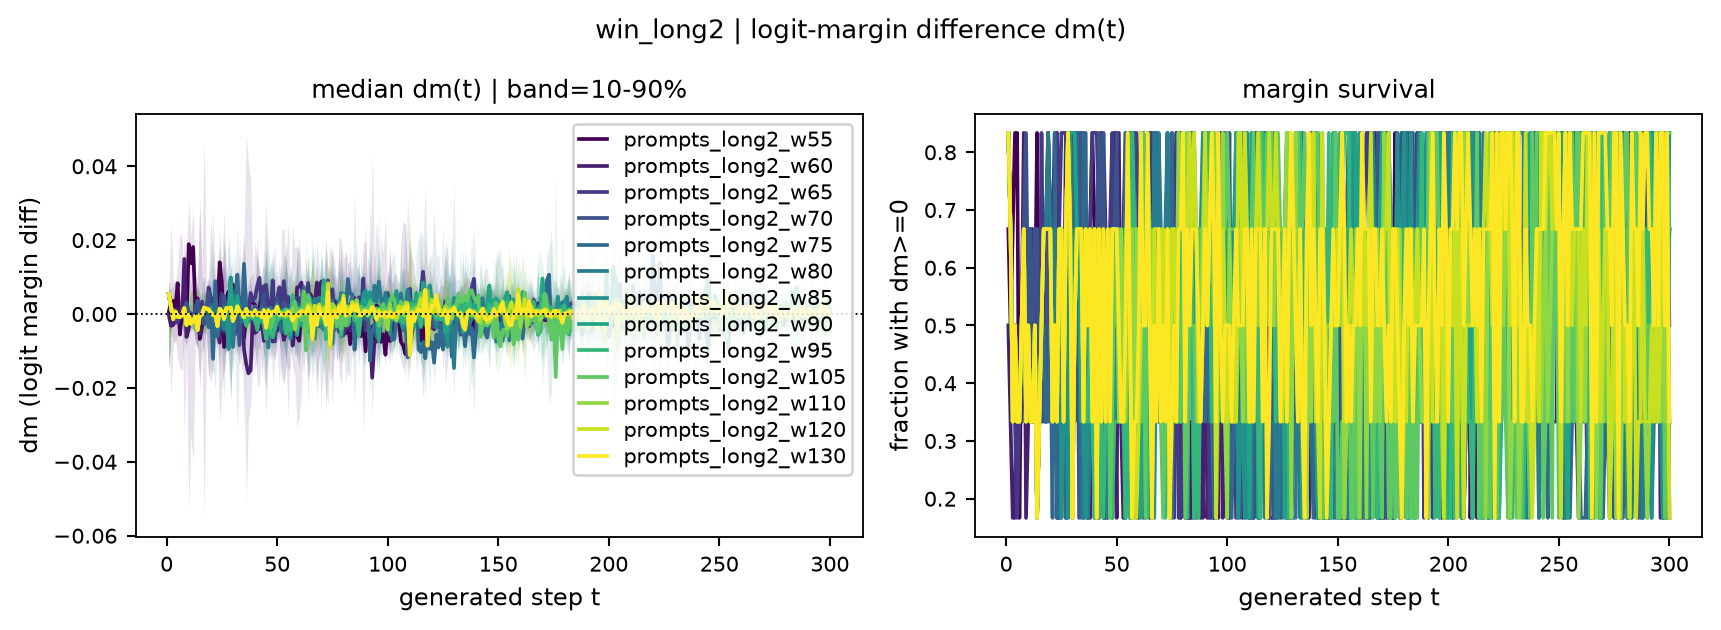 win_long2 | logit-margin difference dm(t)
median dm(t) | band=10-90%
dm (logit margin diff)
0.04
0.02
0.00
−0.02
−0.04
−0.06
0
50
100
150
200
250
300
generated step t
prompts_long2_w55
prompts_long2_w60
prompts_long2_w65
prompts_long2_w70
prompts_long2_w75
prompts_long2_w80
prompts_long2_w85
prompts_long2_w90
prompts_long2_w95
prompts_long2_w105
prompts_long2_w110
prompts_long2_w120
prompts_long2_w130
margin survival
fraction with dm>=0
0.8
0.7
0.6
0.5
0.4
0.3
0.2
0
50
100
150
200
250
300
generated step t